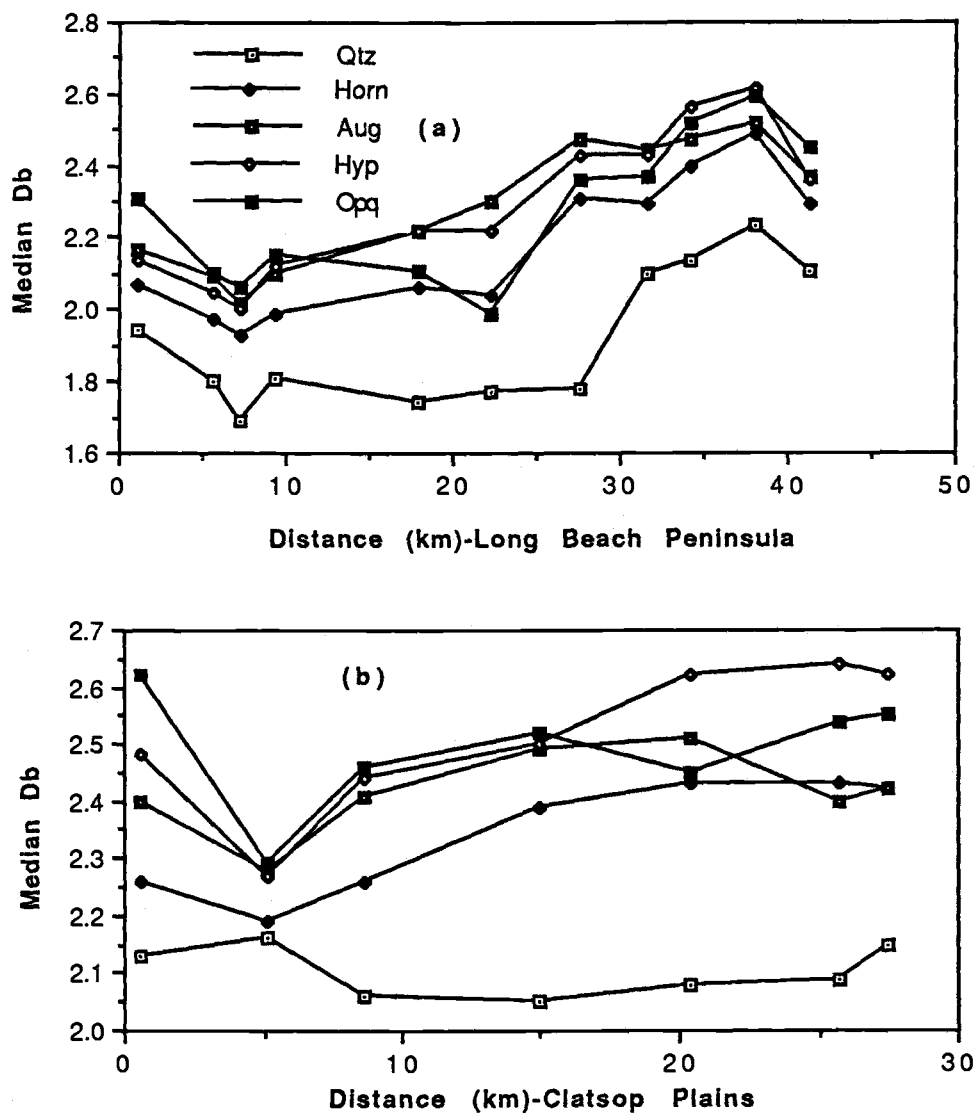 2.8
2.6
2.4
2.2
2.0
1.8
1.6
Median Db
Qtz
Horn
Aug
Hyp
Opq
(a)
0 10 20 30 40 50
Distance (km)-Long Beach Peninsula
2.7
2.6
2.5
2.4
2.3
2.2
2.1
2.0
Median Db
(b)
0 10 20 30
Distance (km)-Clatsop Plains